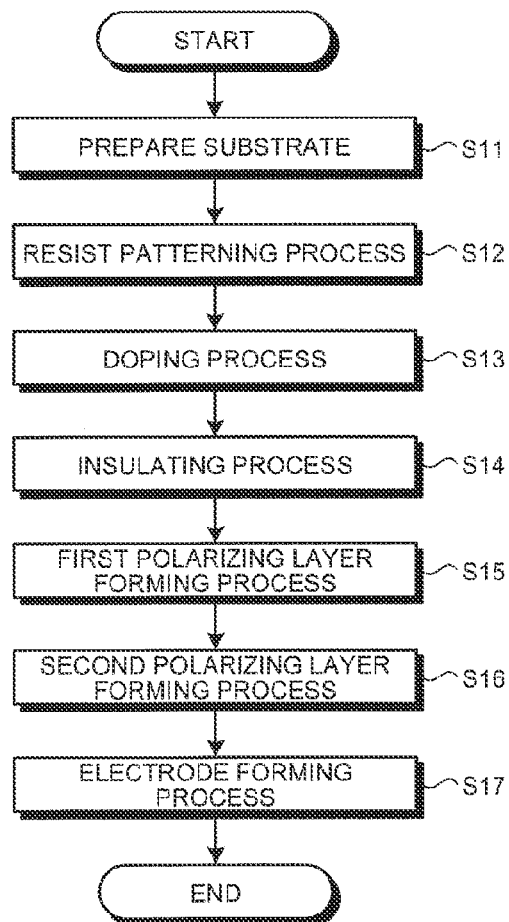 START
PREPARE SUBSTRATE
S11
RESIST PATTERNING PROCESS
S12
DOPING PROCESS
S13
INSULATING PROCESS
S14
FIRST POLARIZING LAYER
FORMING PROCESS
S15
SECOND POLARIZING LAYER
FORMING PROCESS
S16
ELECTRODE FORMING
PROCESS
S17
END